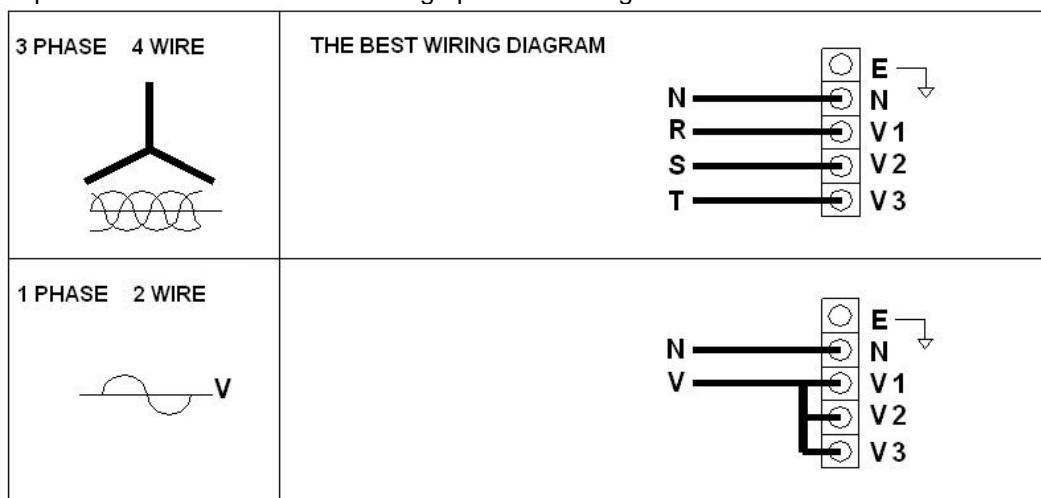 3 PHASE 4 WIRE
THE BEST WIRING DIAGRAM
E
N N
R V1
S V2
T V3
1 PHASE 2 WIRE
V
E
N N
V V1
V2
V3